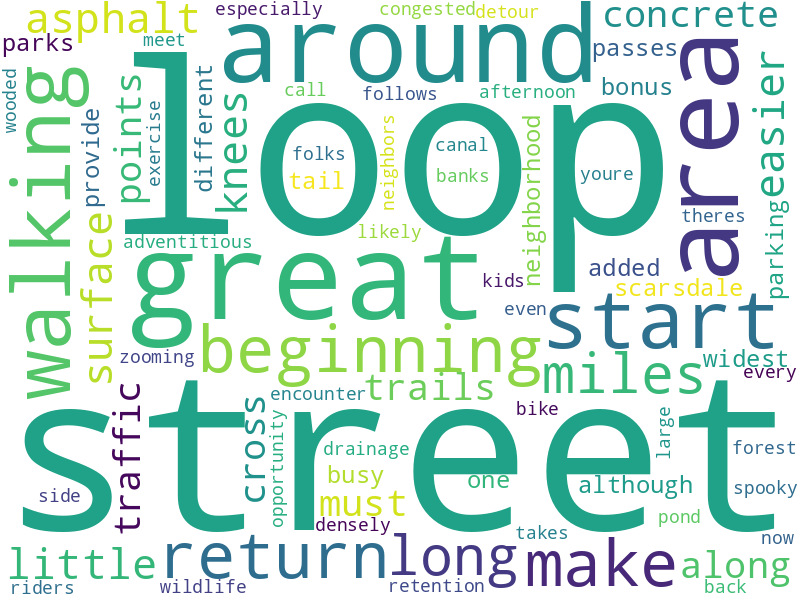 especially
congested
detour
asphalt
concrete
parks
meet
around
passes
wooded
walking
loop
area
easier
call
follows
afternoon
bonus
points
exercise
different
knees
provide
folks
tail
neighbors
canal
banks
youre
theres
surface
adventitious
likely
neighborhood
parking
great
kids
added
scarsdale
even
start
zooming
beginning
miles
widest
every
traffic
encounter
trails
bike
street
cross
opportunity
drainage
large
forest
busy
one
although
spooky
side
must
densely
pond
takes
now
little
return
long
make
along
riders
wildlife
retention
back